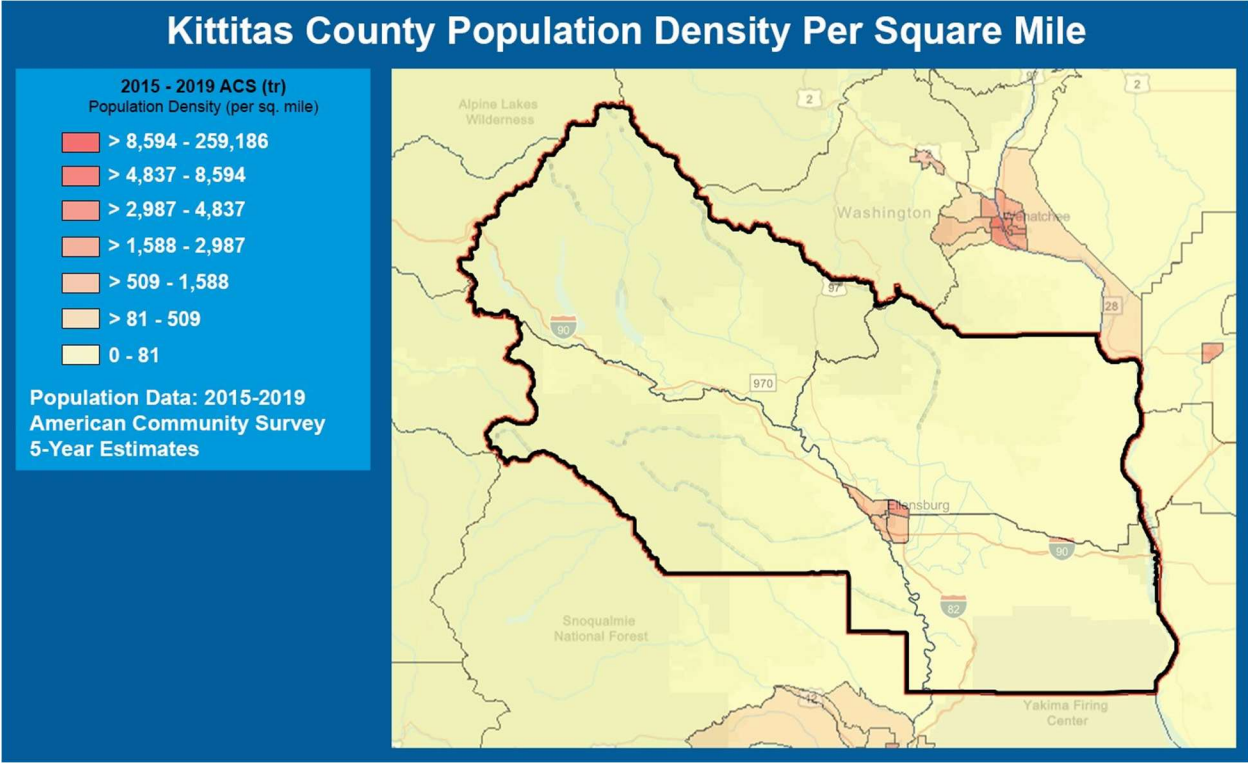 Kittitas County Population Density Per Square Mile
2015 - 2019 ACS (tr)
Population Density (per sq. mile)
> 8,594 - 259,186
> 4,837 - 8,594
> 2,987 - 4,837
> 1,588 - 2,987
> 509 - 1,588
> 81 - 509
0 - 81
Population Data: 2015-2019
American Community Survey
5-Year Estimates
Alpine Lakes
Wilderness
2
97
2
Washington
Wenatchee
97
28
90
970
Ellensburg
90
82
Snoqualmie
National Forest
12
Yakima Firing
Center